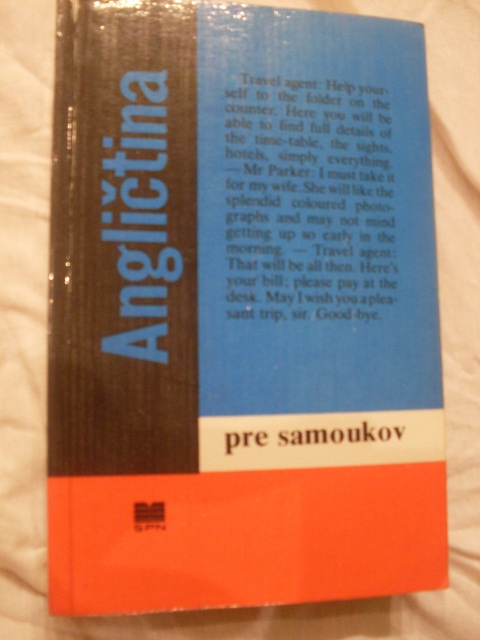 Angličtina
Travel agent: Help your-
self to the folder on the
counter. Here you will be
able to find full details of
the time-table, the sights,
hotels, simply everything.
— Mr Parker: I must take it
for my wife. She will like the
splendid coloured photo-
graphs and may not mind
getting up so early in the
morning. — Travel agent:
That will be all then. Here's
your bill; please pay at the
desk. May I wish you a plea-
sant trip, sir. Good-bye.
pre samoukov
SPN